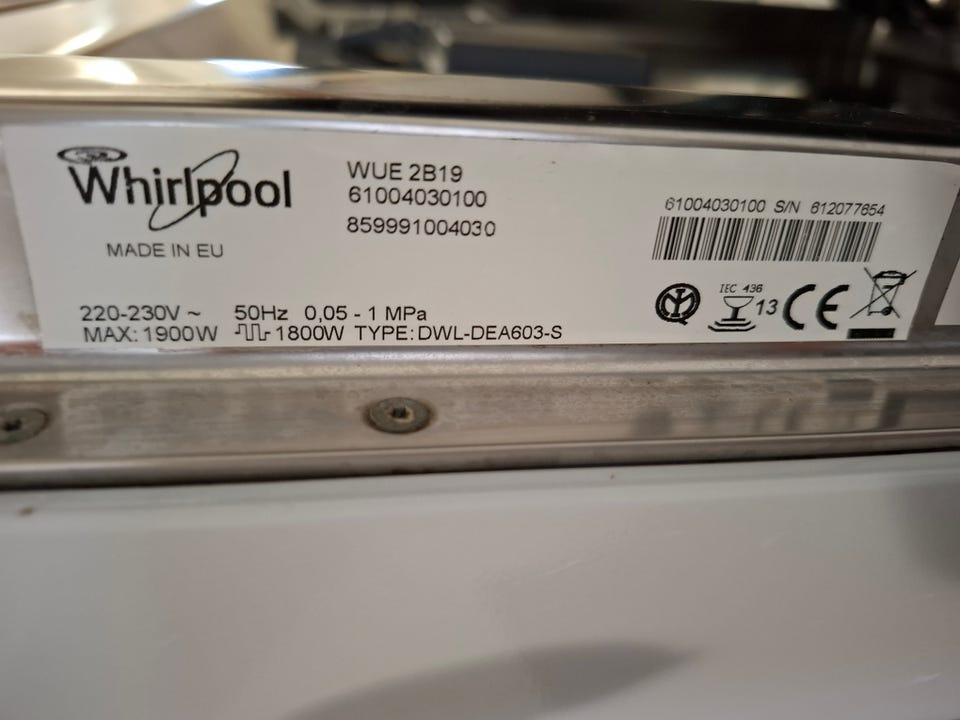 Whirlpool
MADE IN EU
WUE 2B19
61004030100
859991004030
220-230V ~ 50Hz 0,05 - 1 MPa
MAX: 1900W 1800W TYPE: DWL-DEA603-S
61004030100 S/N 612077654
IEC 436
13 CE